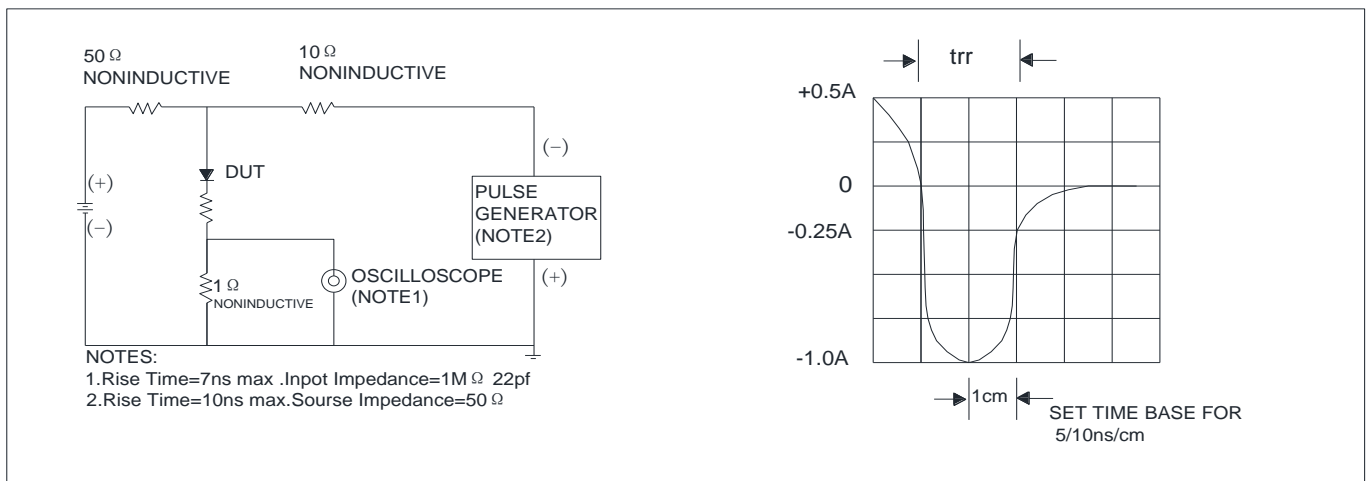 50 Ω
NONINDUCTIVE
10 Ω
NONINDUCTIVE
DUT
(+)
(−)
1 Ω
NONINDUCTIVE
OSCILLOSCOPE
(NOTE1)
(−)
PULSE
GENERATOR
(NOTE2)
(+)
NOTES:
1.Rise Time=7ns max .Inpot Impedance=1M Ω 22pf
2.Rise Time=10ns max.Sourse Impedance=50 Ω
trr
+0.5A
0
-0.25A
-1.0A
1cm
SET TIME BASE FOR
5/10ns/cm